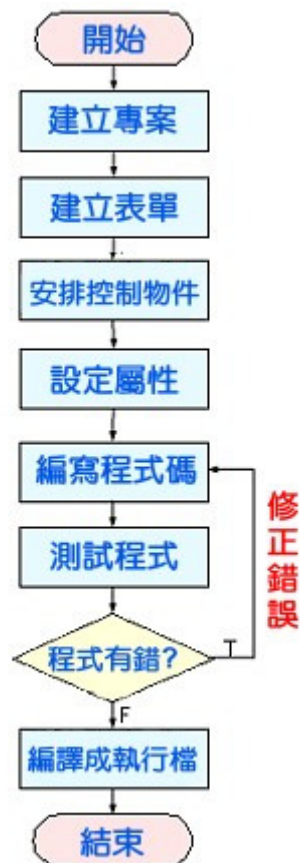 開始
建立專案
建立表單
安排控制物件
設定屬性
編寫程式碼
測試程式
修正錯誤
程式有錯?
T
F
編譯成執行檔
結束